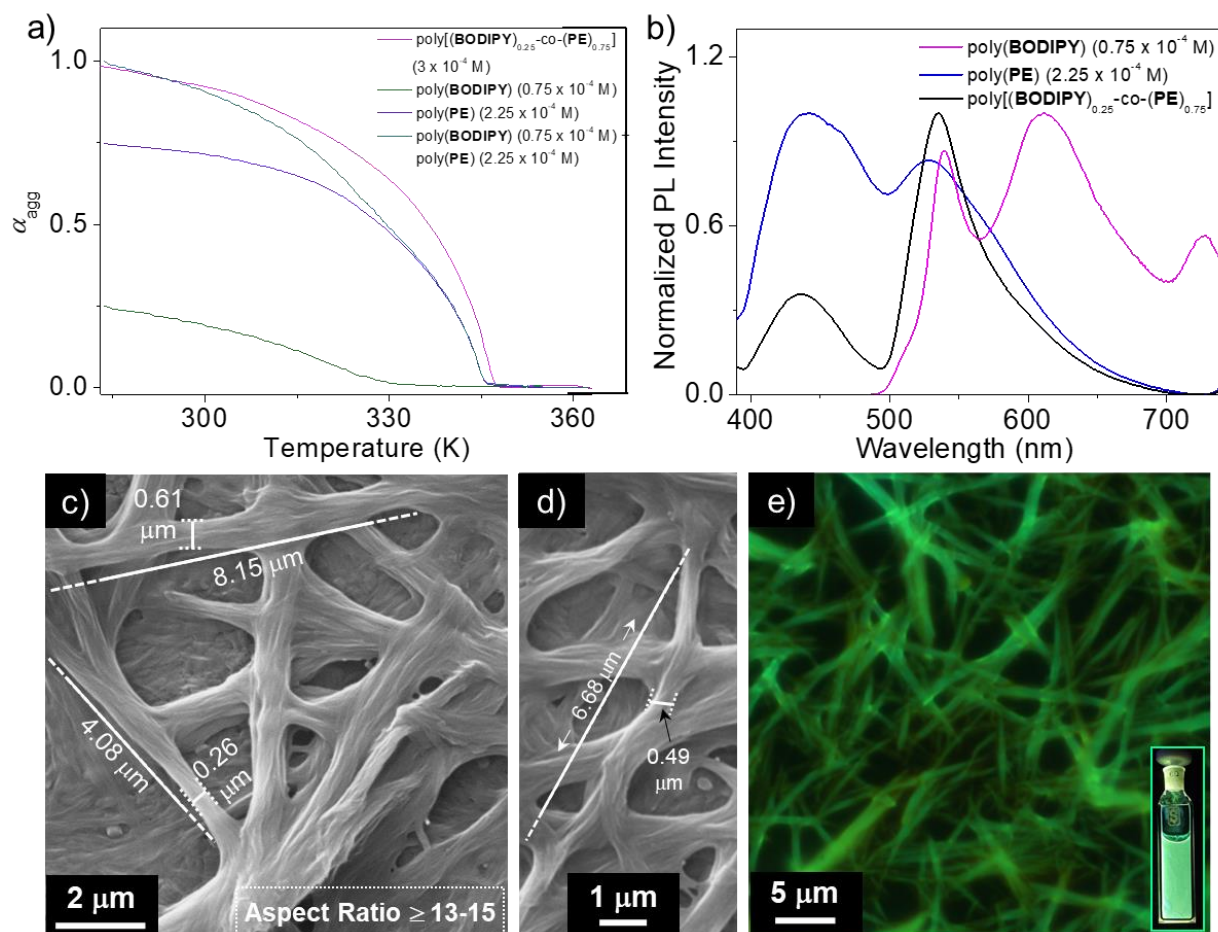 a)
poly[(BODIPY)0.25-co-(PE)0.75]
(3 x 10-4 M)
poly(BODIPY) (0.75 x 10-4 M)
poly(PE) (2.25 x 10-4 M)
poly(BODIPY) (0.75 x 10-4 M)
poly(PE) (2.25 x 10-4 M)
1.0
0.5
0.0
αagg
300
330
360
Temperature (K)
b)
poly(BODIPY) (0.75 x 10-4 M)
poly(PE) (2.25 x 10-4 M)
poly[(BODIPY)0.25-co-(PE)0.75]
1.2
0.6
0.0
Normalized PL Intensity
400
500
600
700
Wavelength (nm)
c)
0.61
μm
8.15 μm
4.08 μm
0.26
μm
2 μm
Aspect Ratio ≥ 13-15
d)
6.68 μm
0.49
μm
1 μm
e)
5 μm